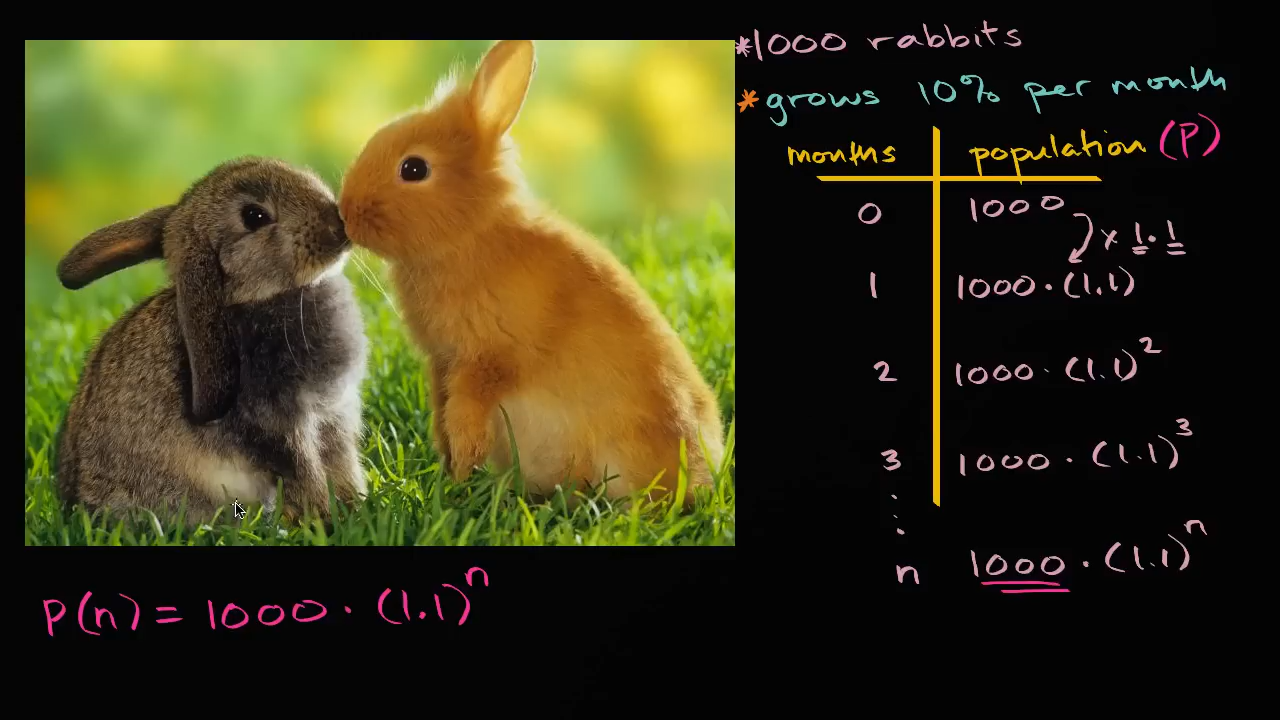 *1000 rabbits
*grows 10% per month
months population (P)
0 1000
× 1.1
1 1000 · (1.1)
2 1000 · (1.1)²
3 1000 · (1.1)³
⋮
n 1000 · (1.1)ⁿ
P(n) = 1000 · (1.1)ⁿ